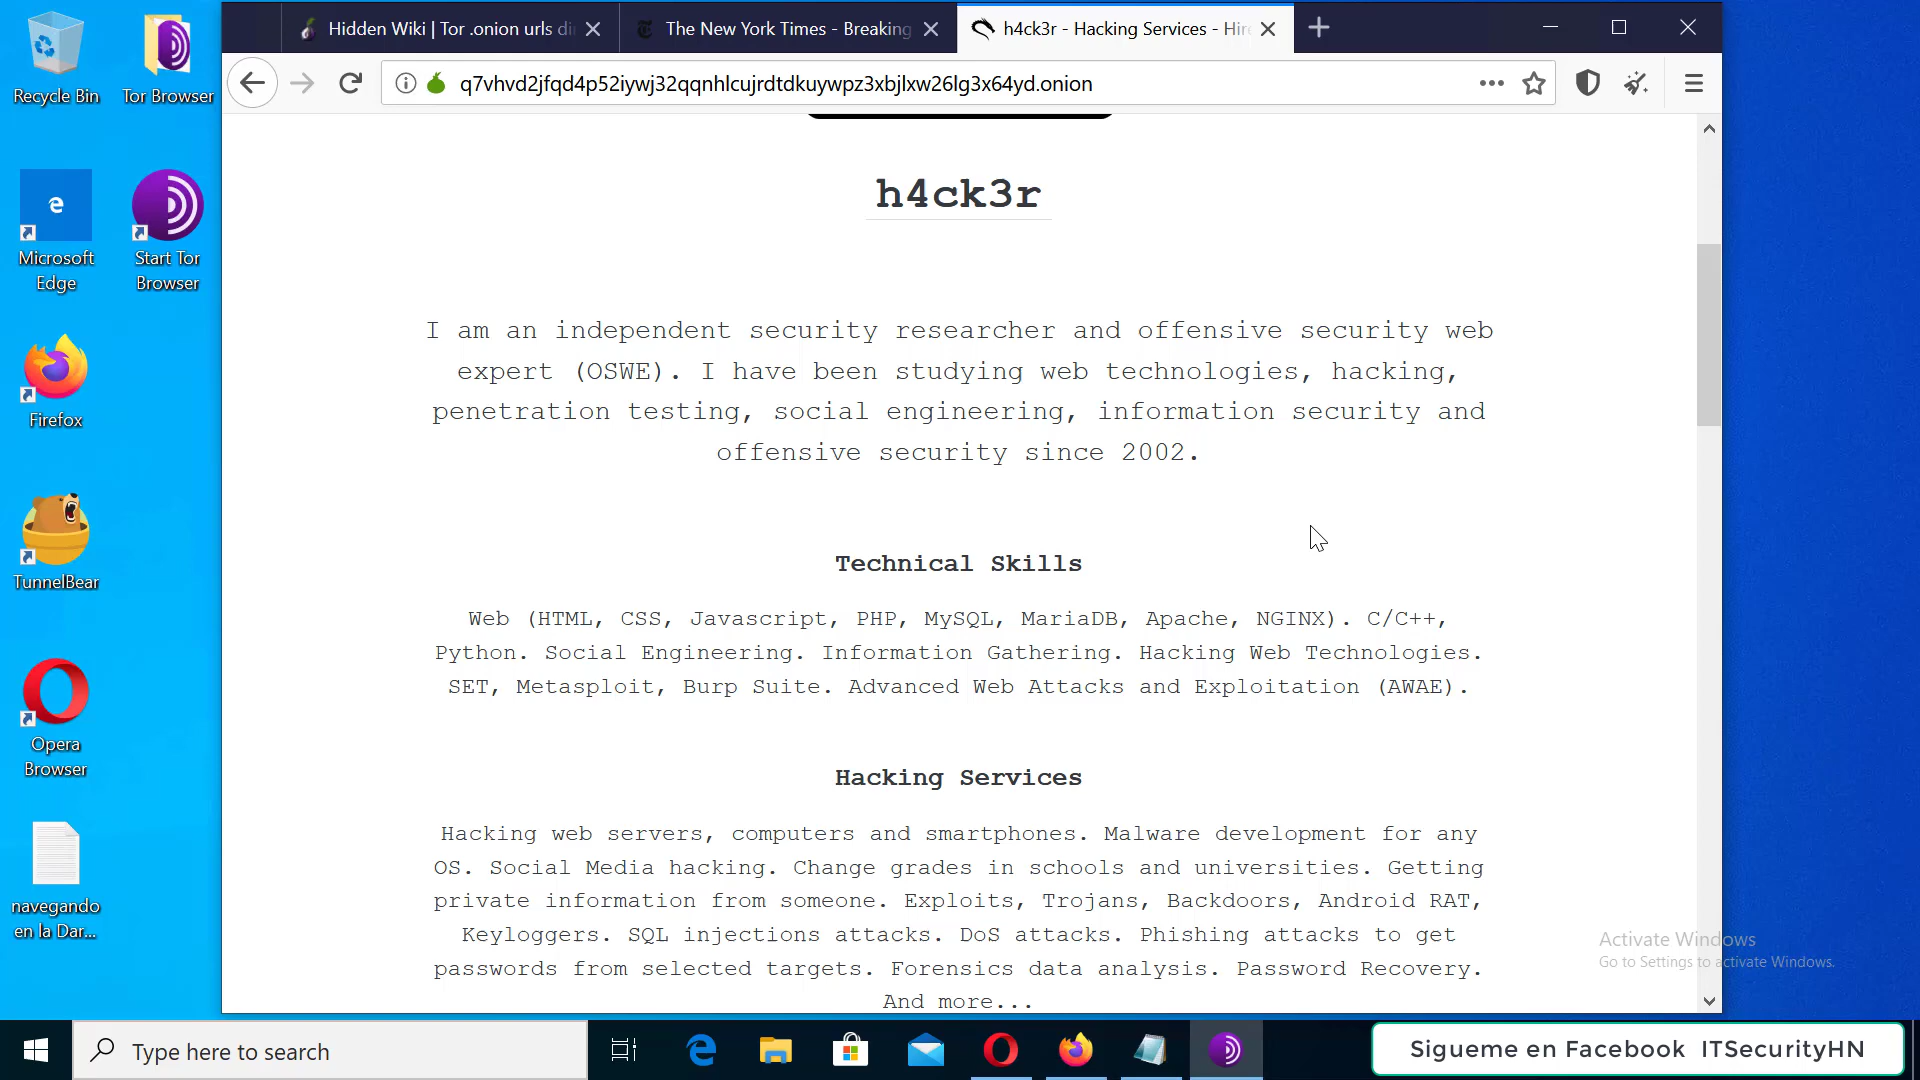 Hidden Wiki | Tor .onion urls di
The New York Times - Breaking
h4ck3r - Hacking Services - Hire
q7vhvd2jfqd4p52iywj32qqnhlcujrdtdkuywpz3xbjlxw26lg3x64yd.onion
Recycle Bin
Tor Browser
Microsoft
Edge
Start Tor
Browser
Firefox
TunnelBear
Opera
Browser
navegando
en la Dar...
h4ck3r
I am an independent security researcher and offensive security web
expert (OSWE). I have been studying web technologies, hacking,
penetration testing, social engineering, information security and
offensive security since 2002.
Technical Skills
Web (HTML, CSS, Javascript, PHP, MySQL, MariaDB, Apache, NGINX). C/C++,
Python. Social Engineering. Information Gathering. Hacking Web Technologies.
SET, Metasploit, Burp Suite. Advanced Web Attacks and Exploitation (AWAE).
Hacking Services
Hacking web servers, computers and smartphones. Malware development for any
OS. Social Media hacking. Change grades in schools and universities. Getting
private information from someone. Exploits, Trojans, Backdoors, Android RAT,
Keyloggers. SQL injections attacks. DoS attacks. Phishing attacks to get
passwords from selected targets. Forensics data analysis. Password Recovery.
And more...
Activate Windows
Go to Settings to activate Windows.
Type here to search
Sigueme en Facebook ITSecurityHN